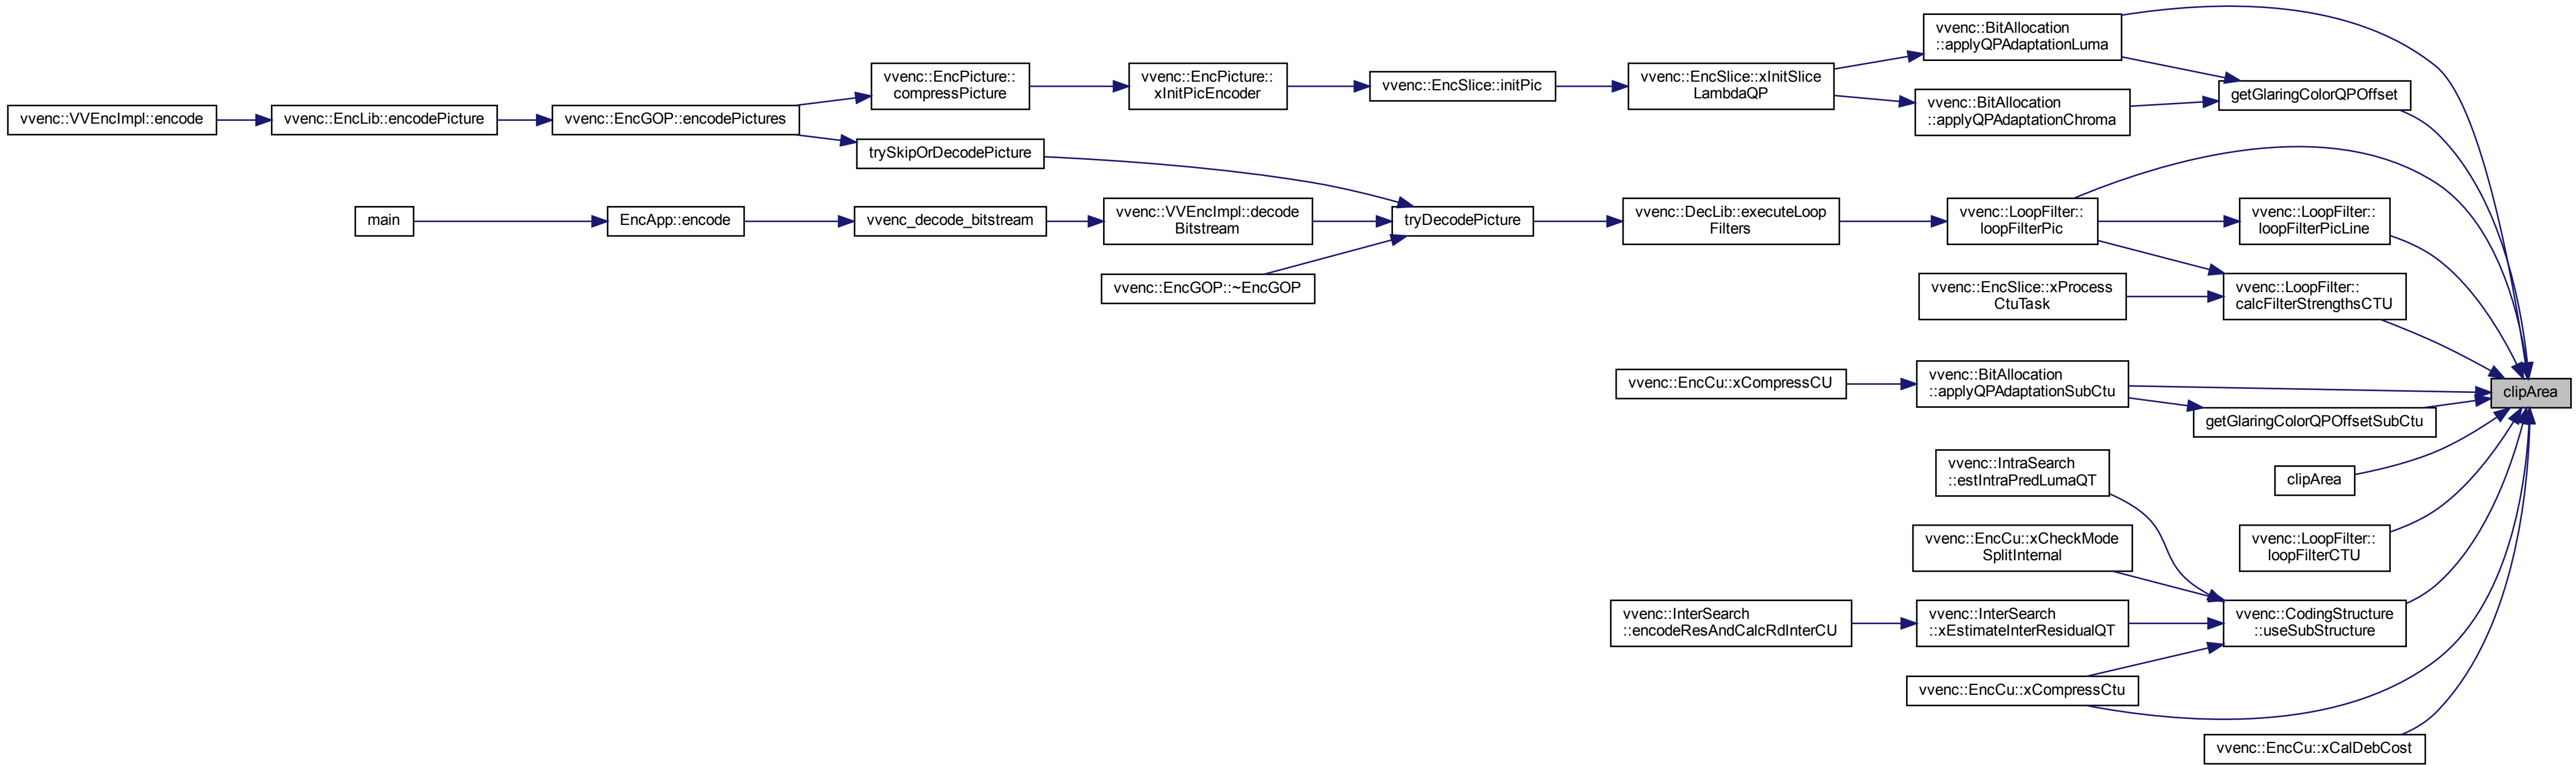 vvenc::VVEncImpl::encode
vvenc::EncLib::encodePicture
vvenc::EncGOP::encodePictures
vvenc::EncPicture::
compressPicture
vvenc::EncPicture::
xInitPicEncoder
vvenc::EncSlice::initPic
vvenc::EncSlice::xInitSlice
LambdaQP
vvenc::BitAllocation
::applyQPAdaptationLuma
vvenc::BitAllocation
::applyQPAdaptationChroma
getGlaringColorQPOffset
trySkipOrDecodePicture
main
EncApp::encode
vvenc_decode_bitstream
vvenc::VVEncImpl::decode
Bitstream
vvenc::EncGOP::~EncGOP
tryDecodePicture
vvenc::DecLib::executeLoop
Filters
vvenc::LoopFilter::
loopFilterPic
vvenc::LoopFilter::
loopFilterPicLine
vvenc::EncSlice::xProcess
CtuTask
vvenc::LoopFilter::
calcFilterStrengthsCTU
vvenc::EncCu::xCompressCU
vvenc::BitAllocation
::applyQPAdaptationSubCtu
getGlaringColorQPOffsetSubCtu
clipArea
vvenc::IntraSearch
::estIntraPredLumaQT
clipArea
vvenc::EncCu::xCheckMode
SplitInternal
vvenc::LoopFilter::
loopFilterCTU
vvenc::InterSearch
::encodeResAndCalcRdInterCU
vvenc::InterSearch
::xEstimateInterResidualQT
vvenc::CodingStructure
::useSubStructure
vvenc::EncCu::xCompressCtu
vvenc::EncCu::xCalDebCost